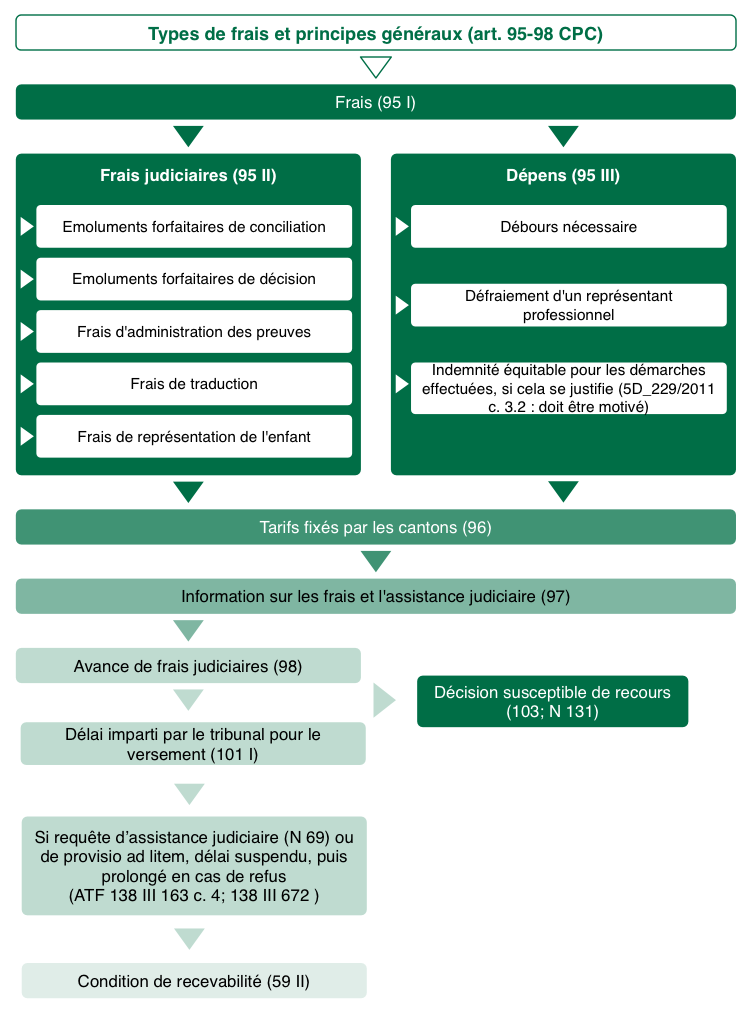 Types de frais et principes généraux (art. 95-98 CPC)
Frais (95 I)
Frais judiciaires (95 II)
Emoluments forfaitaires de conciliation
Emoluments forfaitaires de décision
Frais d'administration des preuves
Frais de traduction
Frais de représentation de l'enfant
Dépens (95 III)
Débours nécessaire
Défraiement d'un représentant
professionnel
Indemnité équitable pour les démarches
effectuées, si cela se justifie (5D_229/2011
c. 3.2 : doit être motivé)
Tarifs fixés par les cantons (96)
Information sur les frais et l'assistance judiciaire (97)
Avance de frais judiciaires (98)
Décision susceptible de recours
(103; N 131)
Délai imparti par le tribunal pour le
versement (101 I)
Si requête d’assistance judiciaire (N 69) ou
de provisio ad litem, délai suspendu, puis
prolongé en cas de refus
(ATF 138 III 163 c. 4; 138 III 672 )
Condition de recevabilité (59 II)